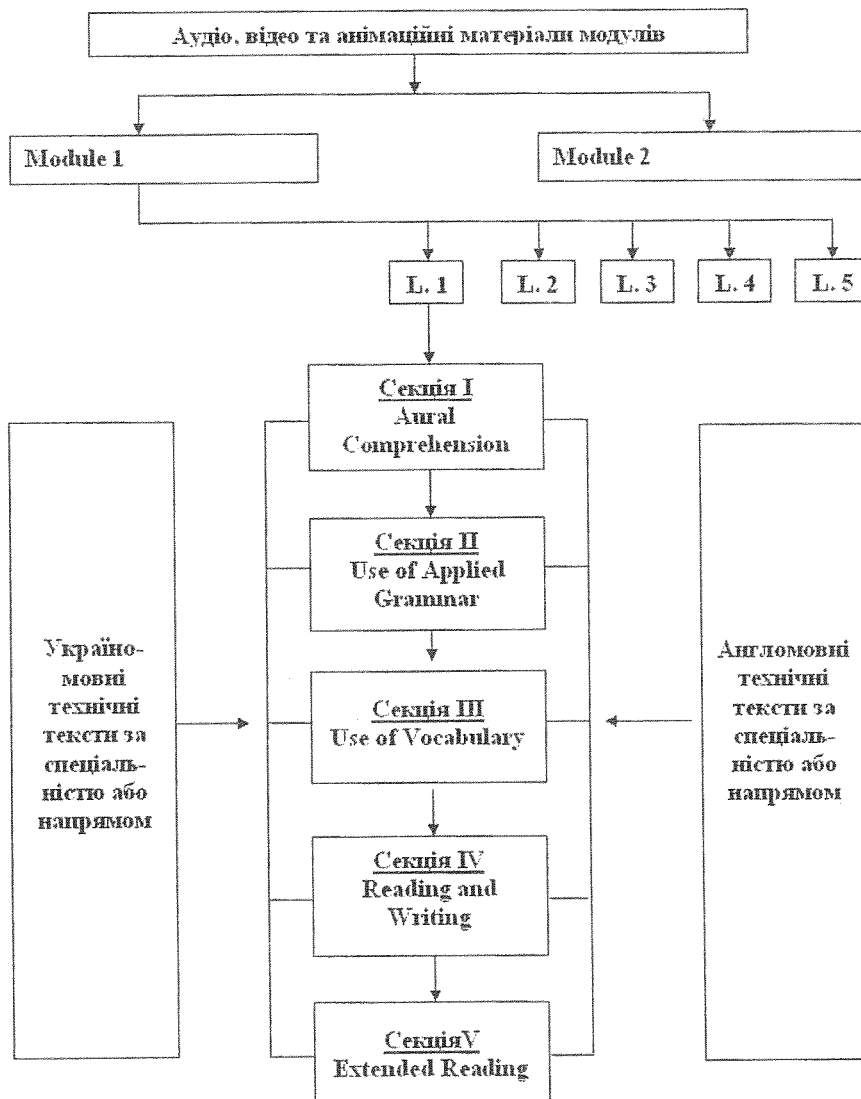 Аудіо, відео та анімаційні матеріали модулів
Module 1
Module 2
L. 1
L. 2
L. 3
L. 4
L. 5
Секція I
Aural
Comprehension
Секція II
Use of Applied
Grammar
Україно-
мовні
технічні
тексти за
спеціаль-
ністю або
напрямом
Секція III
Use of Vocabulary
Англомовні
технічні
тексти за
спеціаль-
ністю або
напрямом
Секція IV
Reading and
Writing
СекціяV
Extended Reading